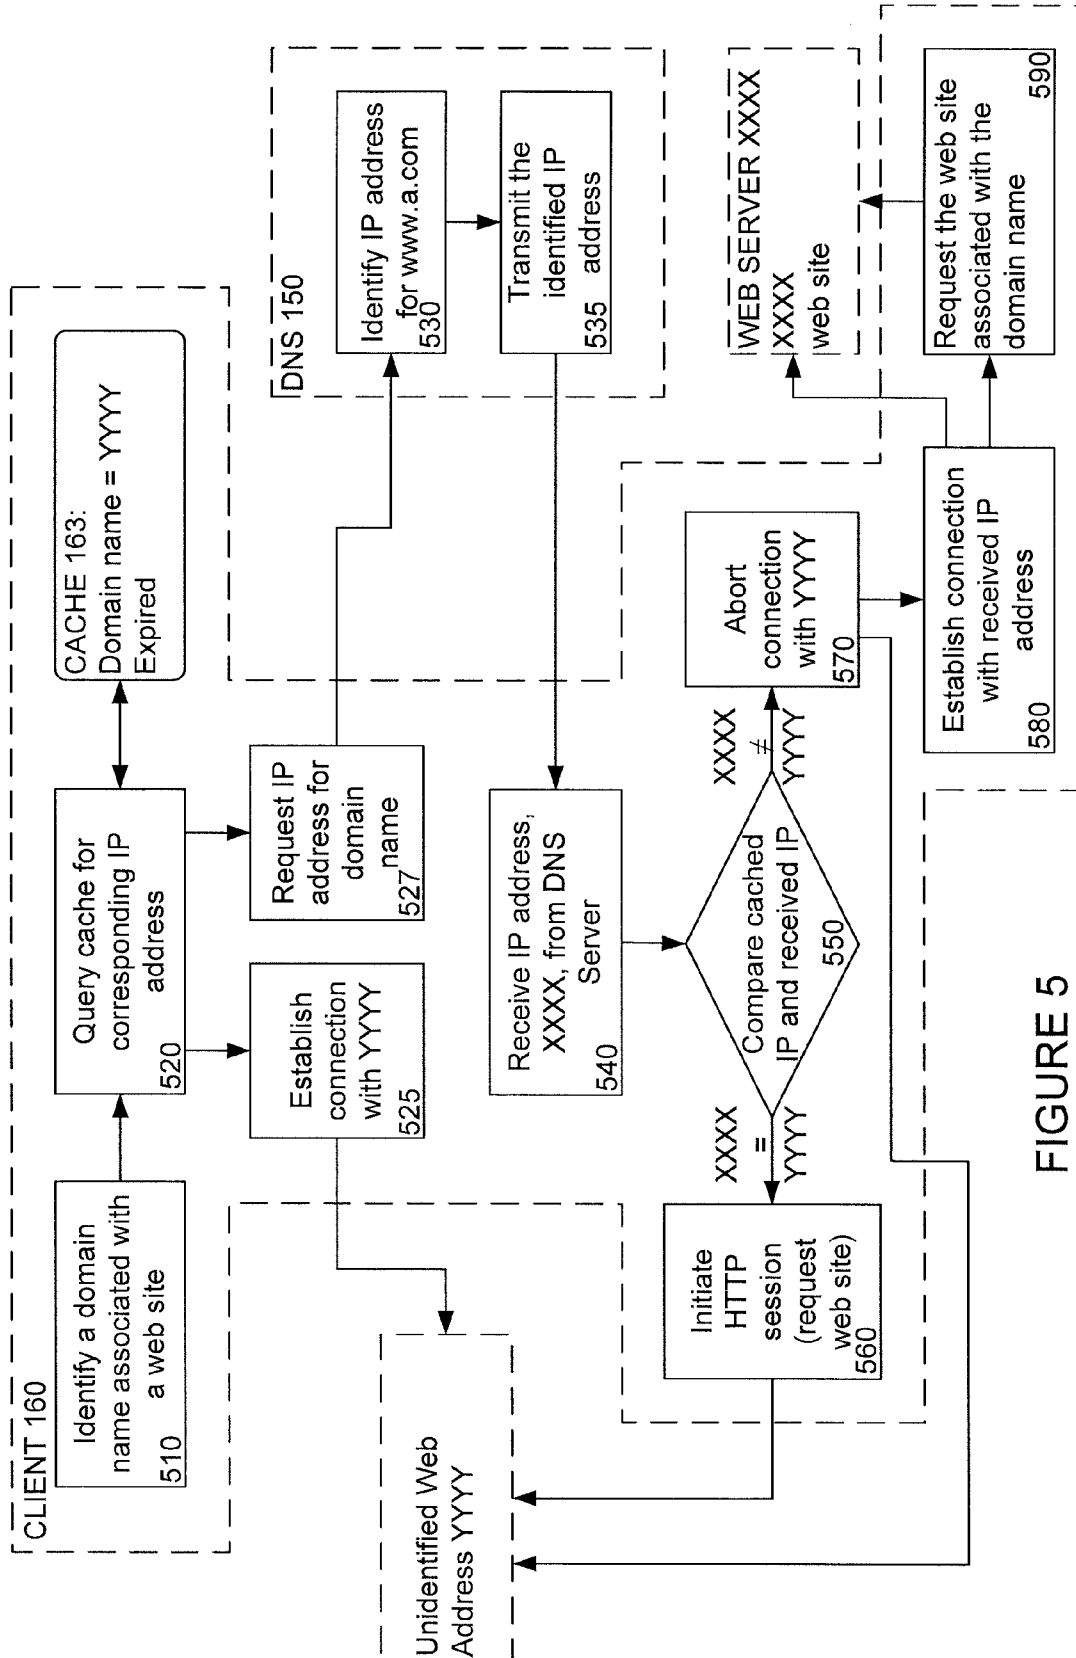 CLIENT 160
Identify a domain
name associated with
a web site
510
Query cache for
corresponding IP
address
520
CACHE 163:
Domain name = YYYY
Expired
Establish
connection
with YYYY
525
Request IP
address for
domain
name
527
DNS 150
Identify IP address
for www.a.com
530
Transmit the
identified IP
address
535
Unidentified Web
Address YYYY
Receive IP address,
XXXX, from DNS
Server
540
Compare cached
IP and received IP
550
XXXX
=
YYYY
XXXX
≠
YYYY
Initiate
HTTP
session
(request
web site)
560
Abort
connection
with YYYY
570
WEB SERVER XXXX
XXXX
web site
Establish connection
with received IP
address
580
Request the web site
associated with the
domain name
590
FIGURE 5